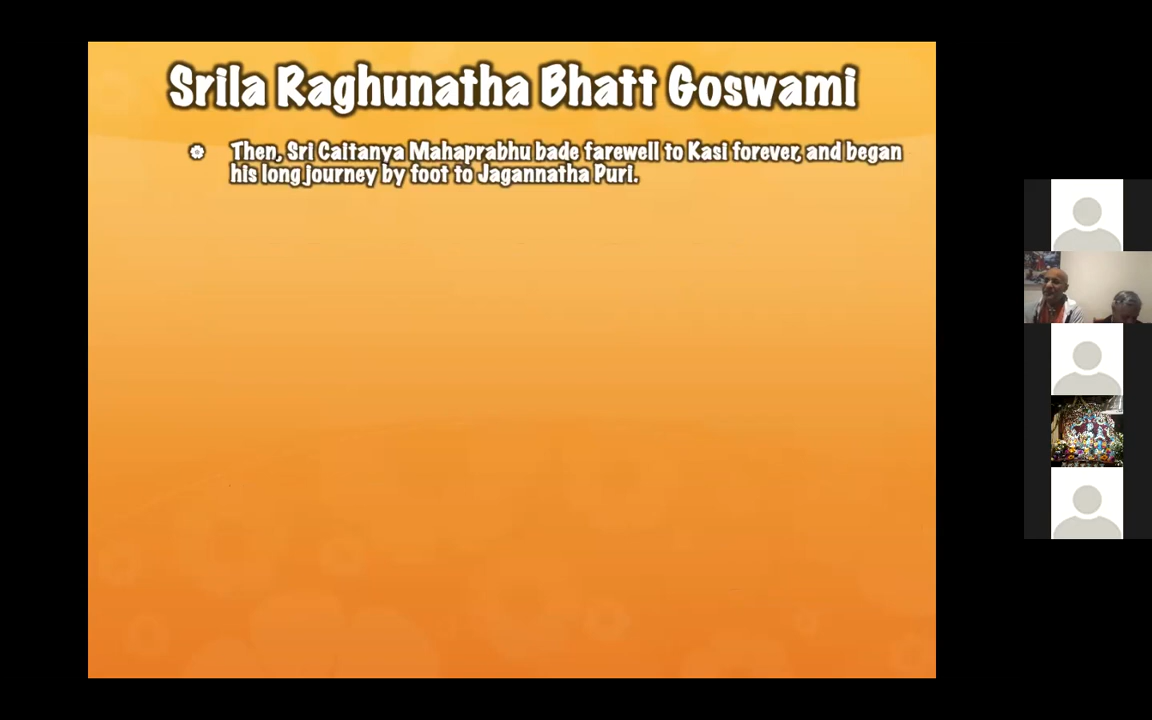 Srila Raghunatha Bhatt Goswami
Then, Sri Caitanya Mahaprabhu bade farewell to Kasi forever, and began
his long journey by foot to Jagannatha Puri.